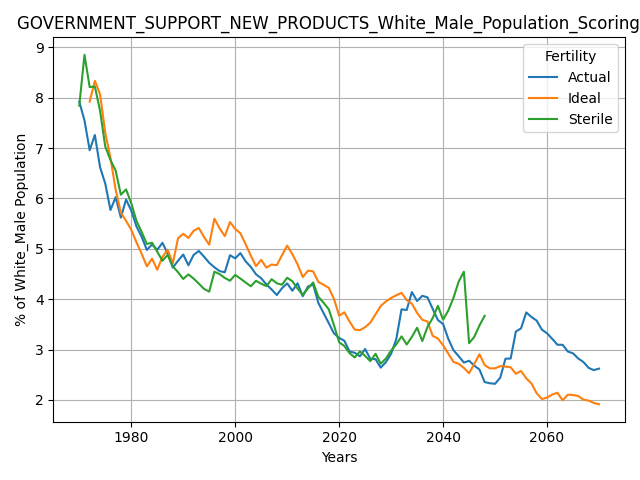 GOVERNMENT_SUPPORT_NEW_PRODUCTS_White_Male_Population_Scoring
% of White_Male Population
9
8
7
6
5
4
3
2
Fertility
Actual
Ideal
Sterile
1980 2000 2020 2040 2060
Years